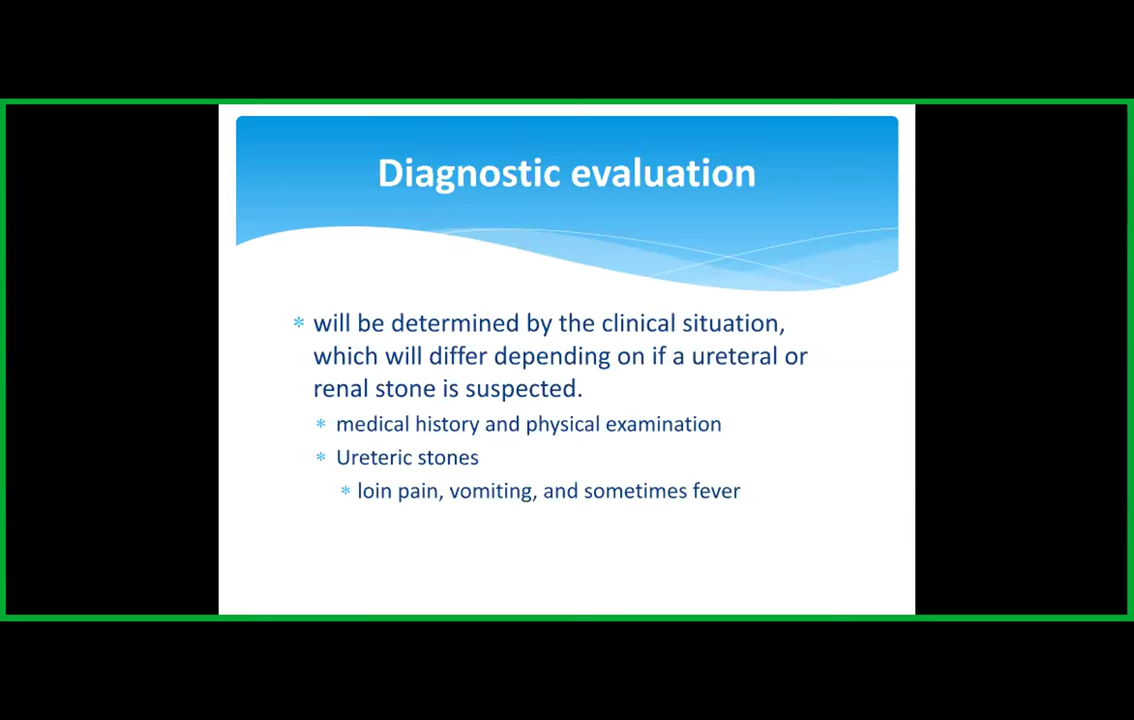 Diagnostic evaluation
* will be determined by the clinical situation,
which will differ depending on if a ureteral or
renal stone is suspected.
* medical history and physical examination
* Ureteric stones
* loin pain, vomiting, and sometimes fever